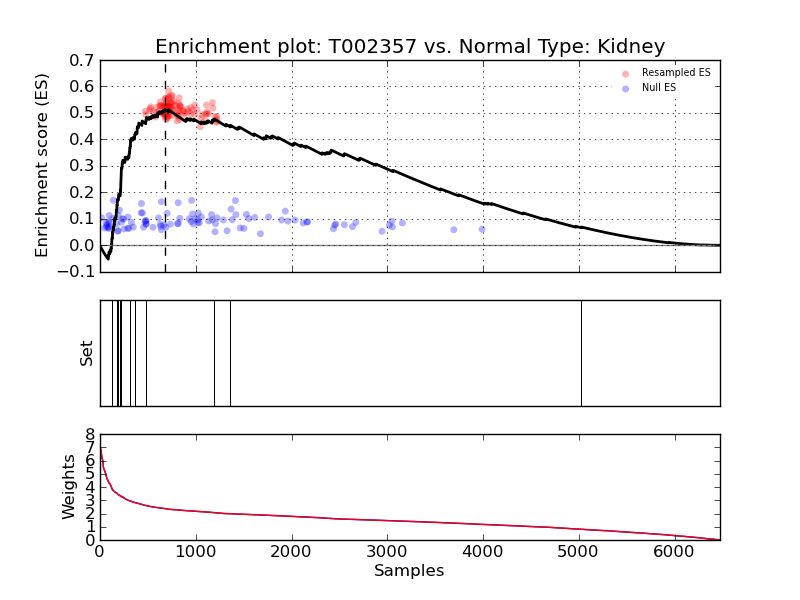 Enrichment plot: T002357 vs. Normal Type: Kidney
Enrichment score (ES)
0.7
0.6
0.5
0.4
0.3
0.2
0.1
0.0
−0.1
Resampled ES
Null ES
Set
Weights
8
7
6
5
4
3
2
1
0
0 1000 2000 3000 4000 5000 6000
Samples